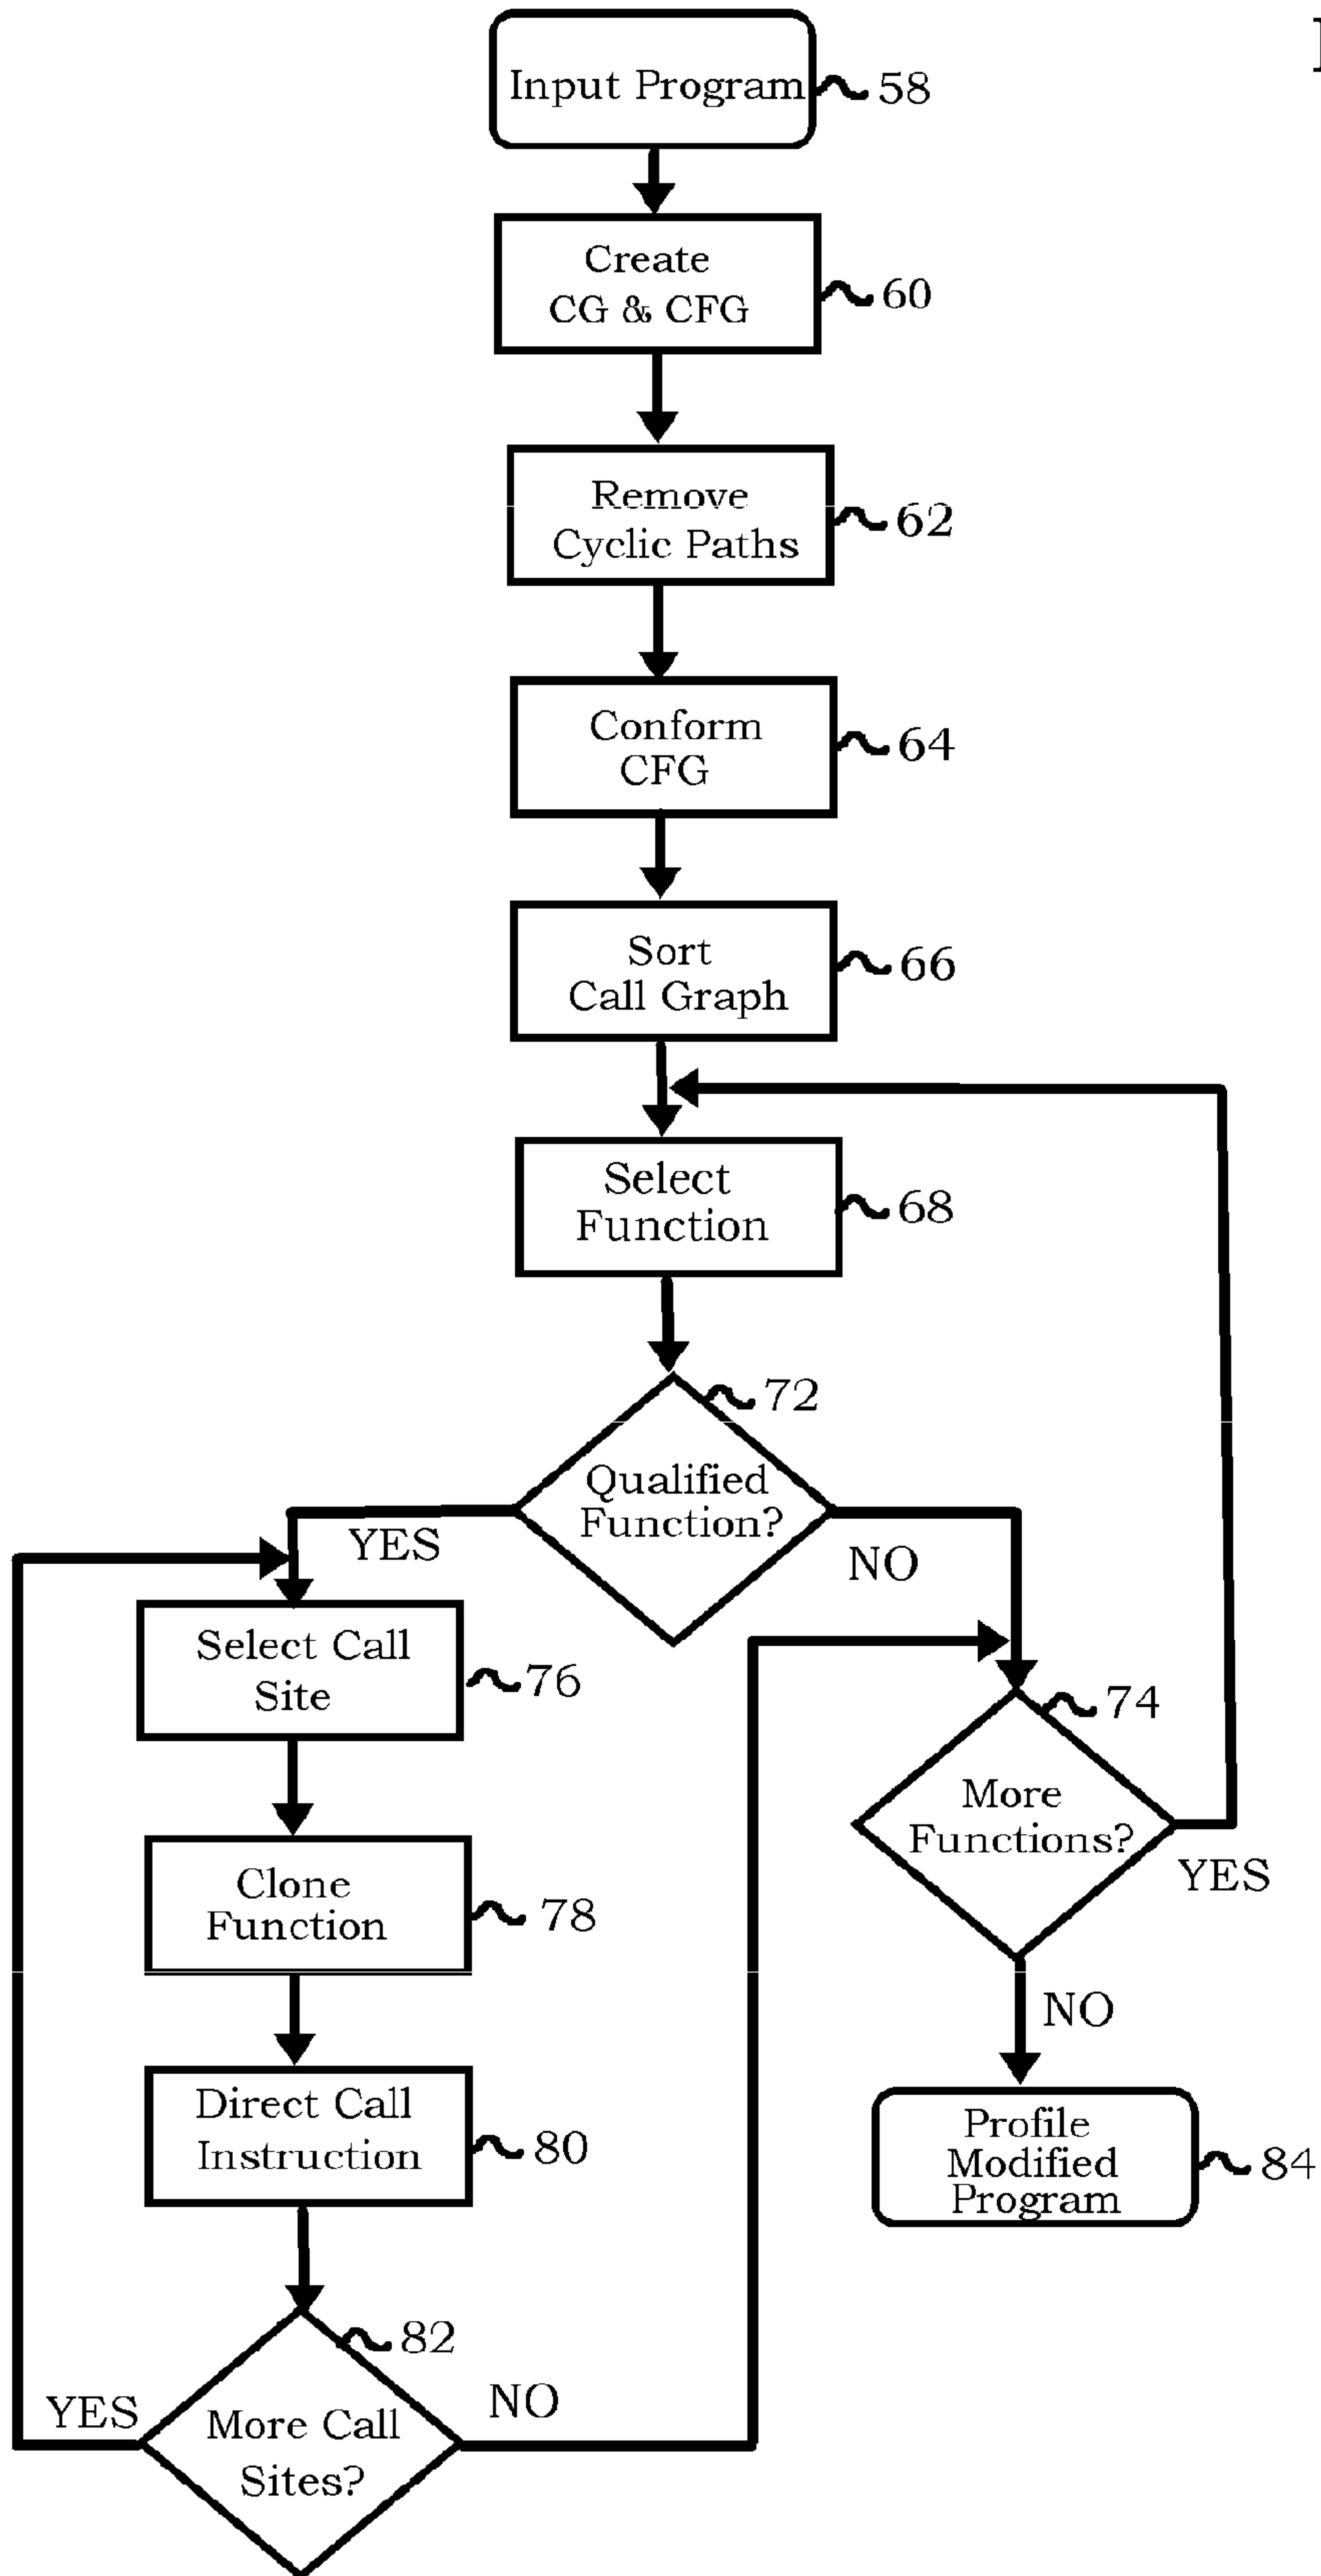 Input Program
58
Create
CG & CFG
60
Remove
Cyclic Paths
62
Conform
CFG
64
Sort
Call Graph
66
Select
Function
68
72
Qualified
Function?
YES
NO
Select Call
Site
76
74
More
Functions?
YES
Clone
Function
78
NO
Direct Call
Instruction
80
Profile
Modified
Program
84
82
YES
NO
More Call
Sites?